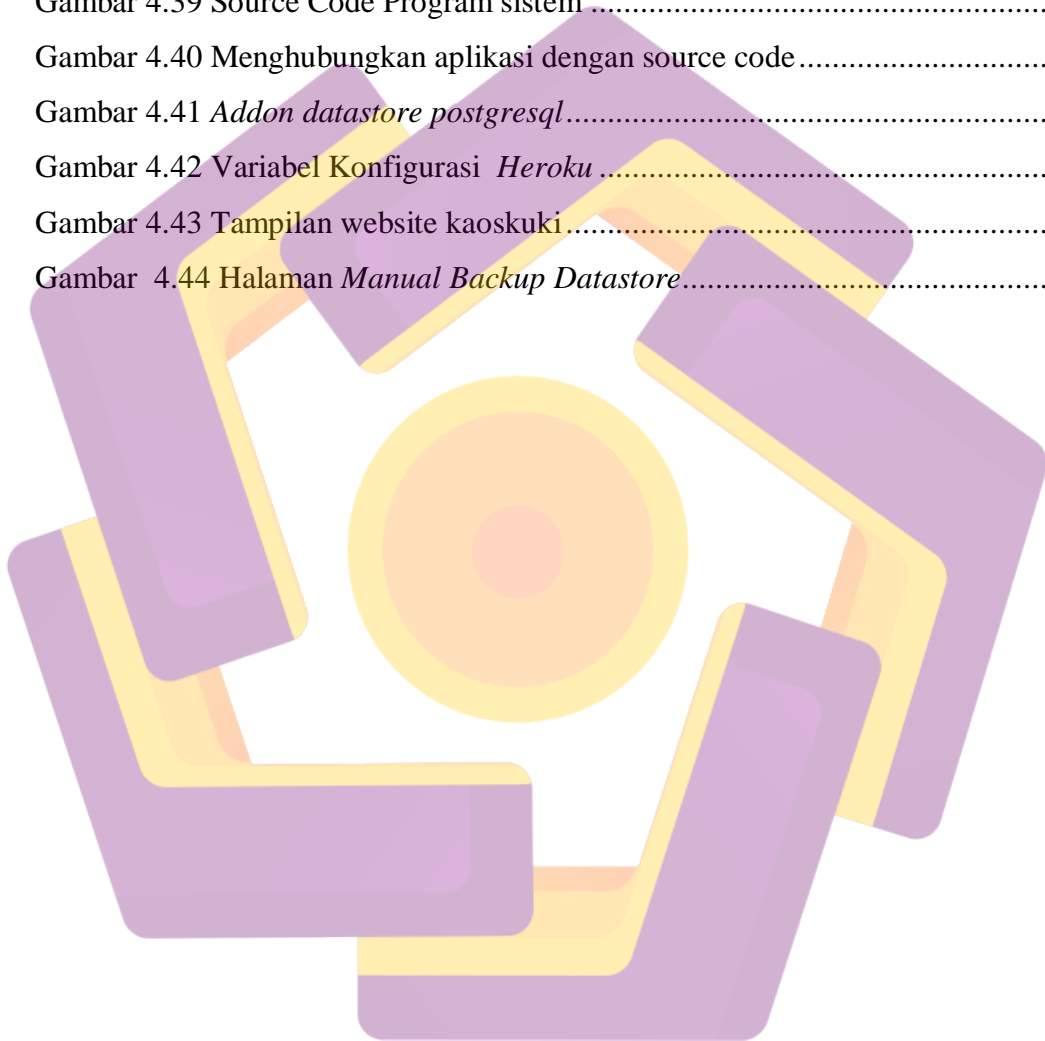 Gambar 4.39 Source Code Program sistem ........................................................
Gambar 4.40 Menghubungkan aplikasi dengan source code ...............................
Gambar 4.41 Addon datastore postgresql ............................................................
Gambar 4.42 Variabel Konfigurasi Heroku ........................................................
Gambar 4.43 Tampilan website kaoskuki ............................................................
Gambar 4.44 Halaman Manual Backup Datastore ..............................................